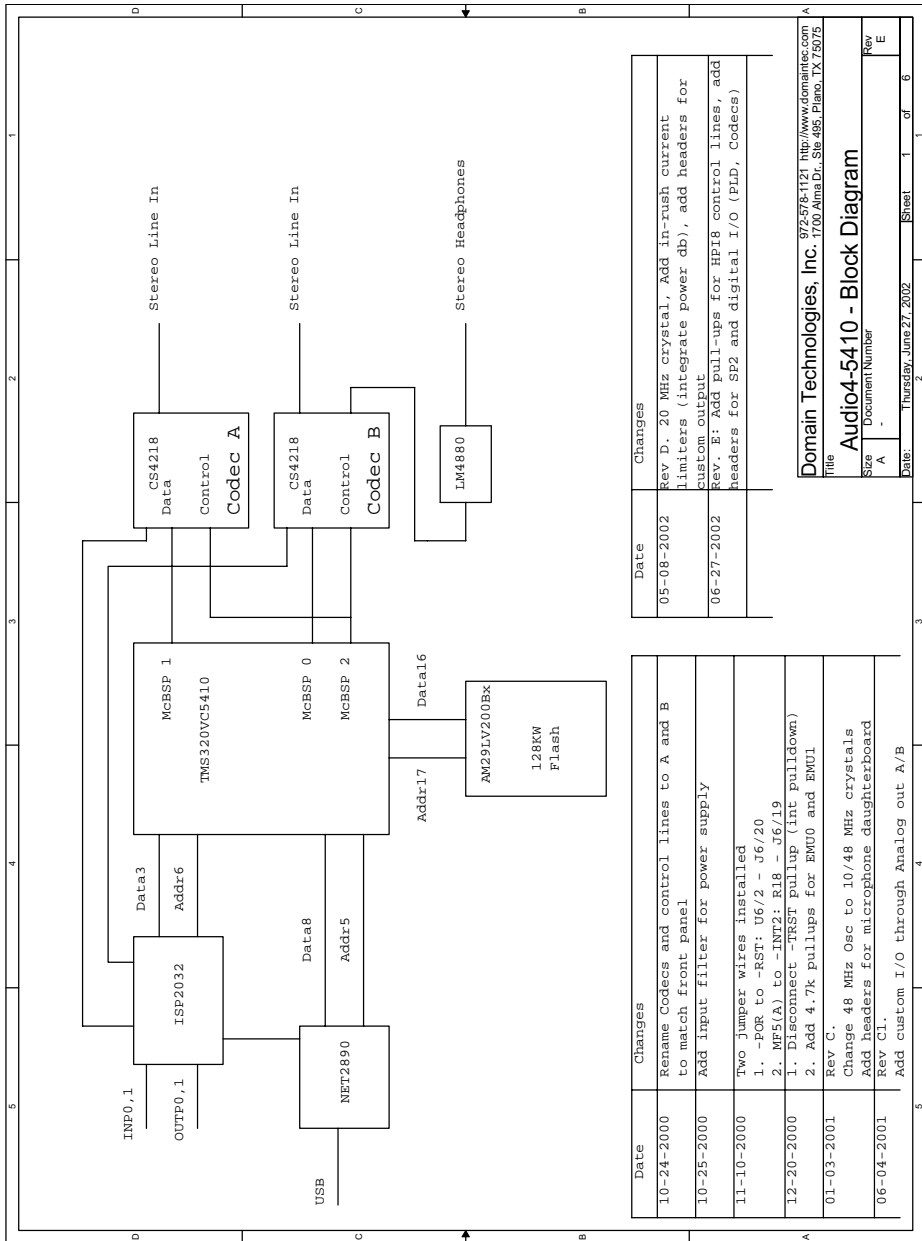 5
4
3
2
1
D
C
B
A
INP0,1
OUTP0,1
USB
ISP2032
NET2890
Data3
Addr6
Data8
Addr5
McBSP 1
TMS320VC5410
McBSP 0
McBSP 2
Addr17
Data16
AM29LV200Bx
128KW
Flash
CS4218
Data
Control
Codec A
CS4218
Data
Control
Codec B
LM4880
Stereo Line In
Stereo Line In
Stereo Headphones
Date
Changes
10-24-2000
Rename Codecs and control lines to A and B
to match front panel
10-25-2000
Add input filter for power supply
11-10-2000
Two jumper wires installed
1. -POR to -RST: U6/2 - J6/20
2. MF5(A) to -INT2: R18 - J6/19
12-20-2000
1. Disconnect -TRST pullup (int pulldown)
2. Add 4.7k pullups for EMU0 and EMU1
01-03-2001
Rev C.
Change 48 MHz Osc to 10/48 MHz crystals
Add headers for microphone daughterboard
06-04-2001
Rev C1.
Add custom I/O through Analog out A/B
Date
Changes
05-08-2002
Rev D. 20 MHz crystal, Add in-rush current
limiters (integrate power db), add headers for
custom output
06-27-2002
Rev. E: Add pull-ups for HPI8 control lines, add
headers for SP2 and digital I/O (PLD, Codecs)
Domain Technologies, Inc. 972-578-1121 http://www.domaintec.com
1700 Alma Dr., Ste 495, Plano, TX 75075
Title
Audio4-5410 - Block Diagram
Size
Document Number
Rev
A
-
E
Date:
Thursday, June 27, 2002
Sheet
1
of
6
5
4
3
2
1
D
C
B
A